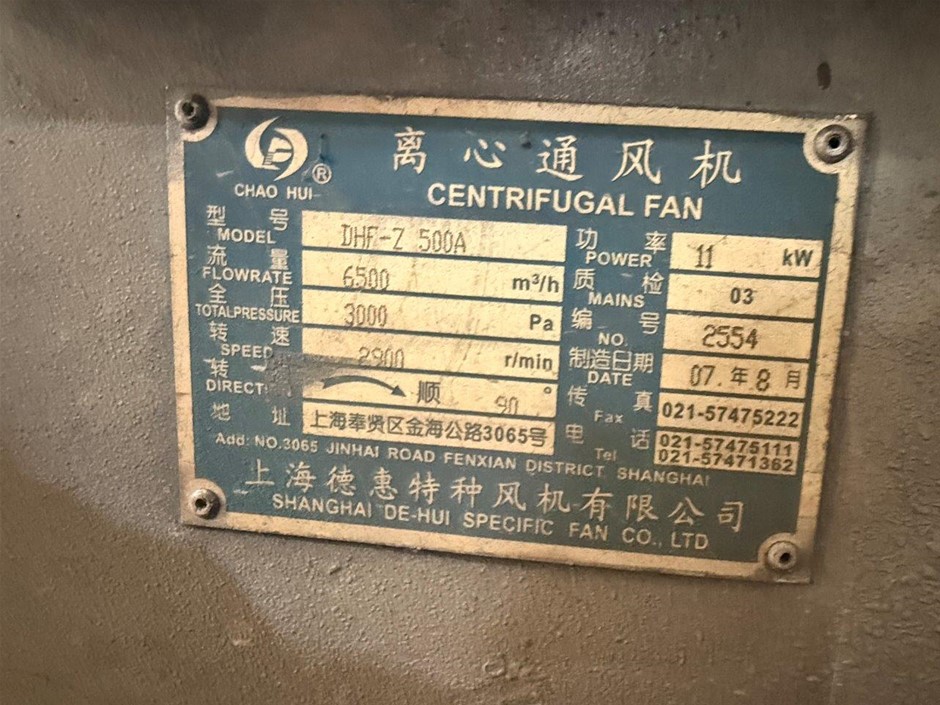 CHAO HUI ®
离心通风机
CENTRIFUGAL FAN
型号 DHF-Z 500A
MODEL
流量 6500 m³/h
FLOWRATE
全压 3000 Pa
TOTALPRESSURE
转速 2900 r/min
SPEED
转 顺 90 °
DIRECT
地址 上海奉贤区金海公路3065号
功率 11 kW
POWER
质检 03
MAINS
编号 2554
NO.
制造日期 07.年8月
DATE
传真 021-57475222
Fax
电话 021-57475111
Tel 021-57471362
Add: NO.3065 JINHAI ROAD FENXIAN DISTRICT. SHANGHAI
上海德惠特种风机有限公司
SHANGHAI DE-HUI SPECIFIC FAN CO., LTD